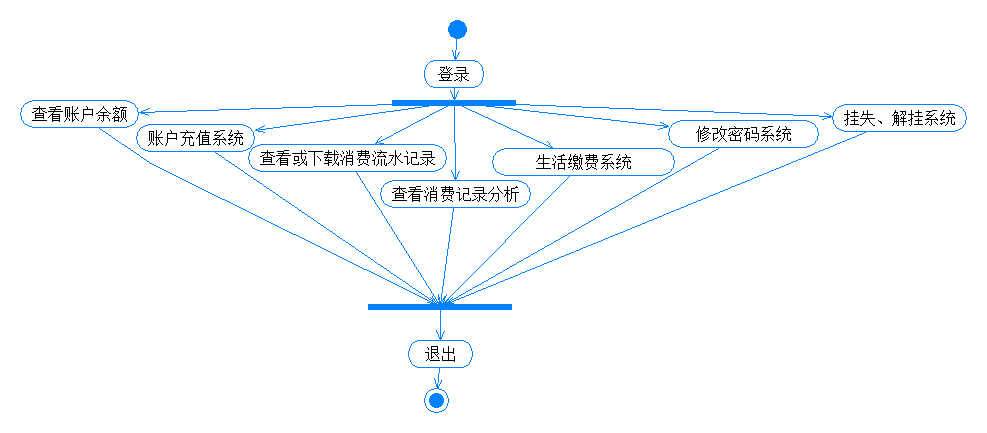 登录
查看账户余额
账户充值系统
查看或下载消费流水记录
查看消费记录分析
生活缴费系统
修改密码系统
挂失、解挂系统
退出